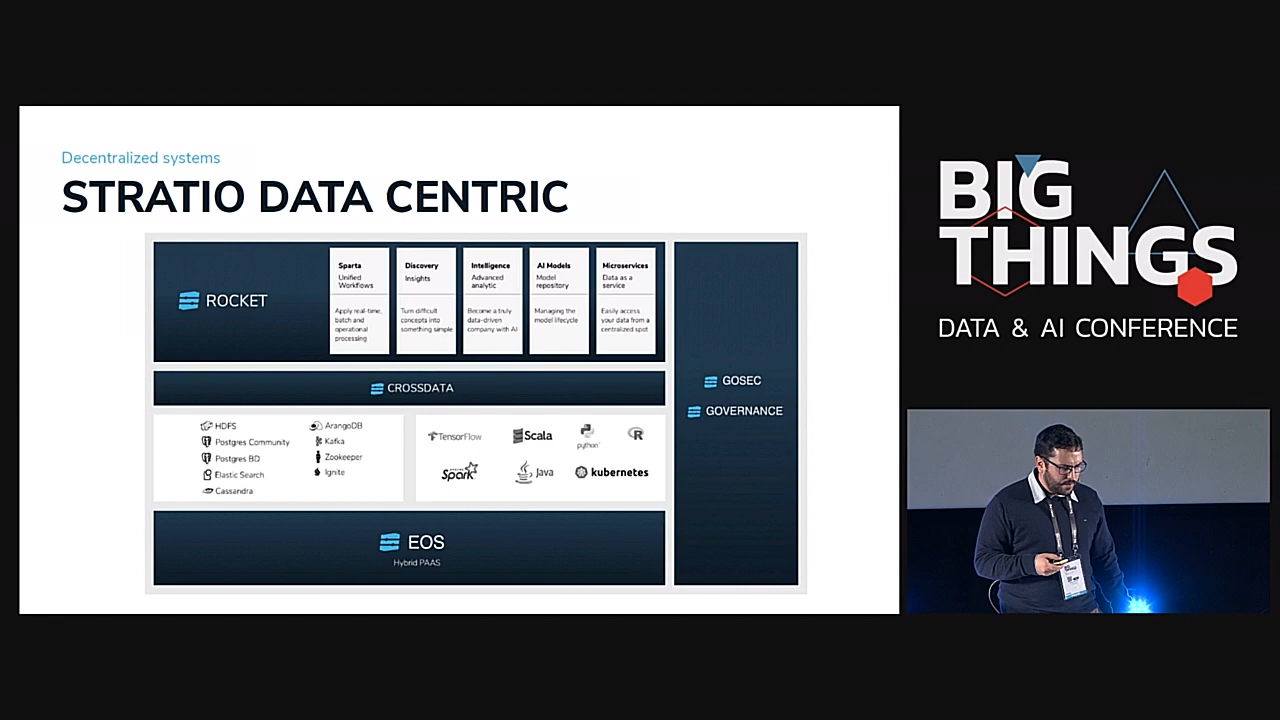 Decentralized systems
STRATIO DATA CENTRIC
ROCKET
Sparta
Unified
Workflows
Apply real-time,
batch and
operational
processing
Discovery
Insights
Turn difficult
concepts into
something simple
Intelligence
Advanced
analytic
Become a truly
data-driven
company with AI
AI Models
Model
repository
Managing the
model lifecycle
Microservices
Data as a
service
Easily access
your data from a
centralized spot
CROSSDATA
HDFS
Postgres Community
Postgres BD
Elastic Search
Cassandra
ArangoDB
Kafka
Zookeeper
Ignite
TensorFlow
Scala
python
R
Spark
Java
kubernetes
EOS
Hybrid PAAS
GOSEC
GOVERNANCE
BIG
THINGS
DATA & AI CONFERENCE